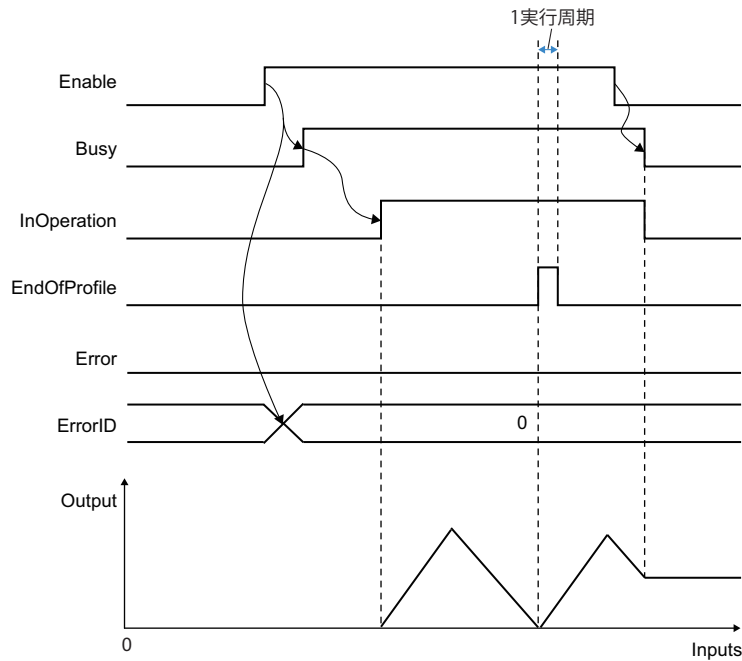 1実行周期
Enable
Busy
InOperation
EndOfProfile
Error
ErrorID
0
Output
0
Inputs